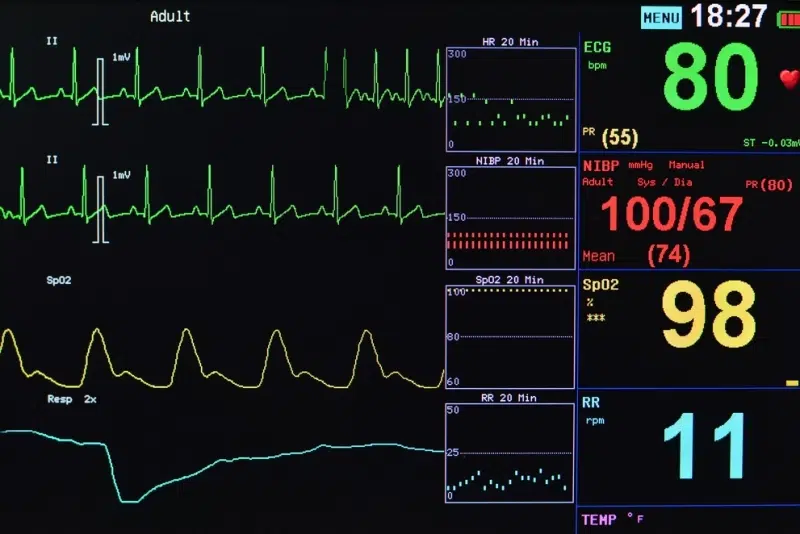 Adult
MENU 18:27
II
1mV
HR 20 Min
300
150
0
ECG
bpm
80
PR (55)
ST -0.03mV
II
1mV
NIBP 20 Min
300
150
0
NIBP mmHg Manual
Adult Sys / Dia PR(80)
100/67
Mean (74)
SpO2
SpO2 20 Min
100
80
60
SpO2
%
***
98
Resp 2x
RR 20 Min
50
25
0
RR
rpm
11
TEMP °F